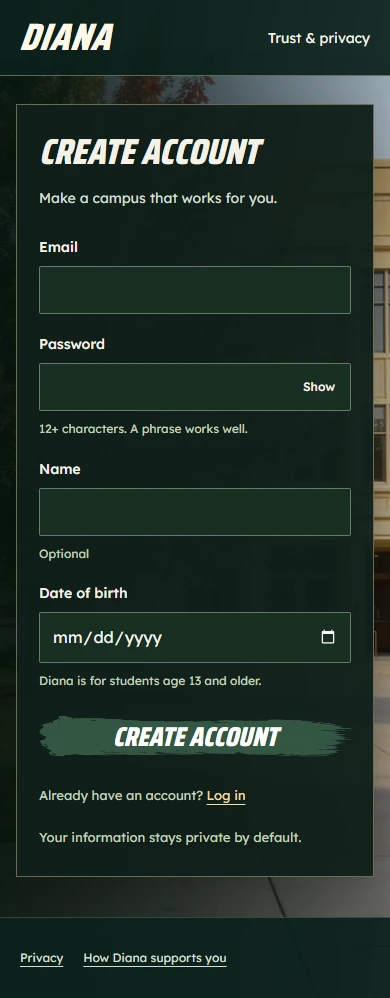 DIANA
Trust & privacy
CREATE ACCOUNT
Make a campus that works for you.
Email
Password
Show
12+ characters. A phrase works well.
Name
Optional
Date of birth
mm/dd/yyyy
Diana is for students age 13 and older.
CREATE ACCOUNT
Already have an account? Log in
Your information stays private by default.
Privacy
How Diana supports you